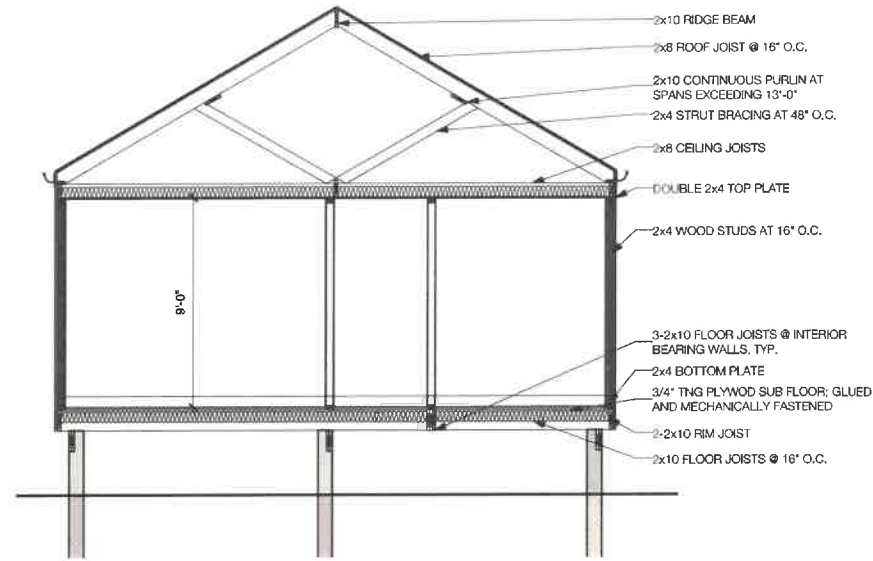 2x10 RIDGE BEAM
2x8 ROOF JOIST @ 16" O.C.
2x10 CONTINUOUS PURLIN AT
SPANS EXCEEDING 13'-0"
2x4 STRUT BRACING AT 48" O.C.
2x8 CEILING JOISTS
DOUBLE 2x4 TOP PLATE
2x4 WOOD STUDS AT 16" O.C.
9'-0"
3-2x10 FLOOR JOISTS @ INTERIOR
BEARING WALLS, TYP.
2x4 BOTTOM PLATE
3/4" TNG PLYWOD SUB FLOOR; GLUED
AND MECHANICALLY FASTENED
2-2x10 RIM JOIST
2x10 FLOOR JOISTS @ 16" O.C.